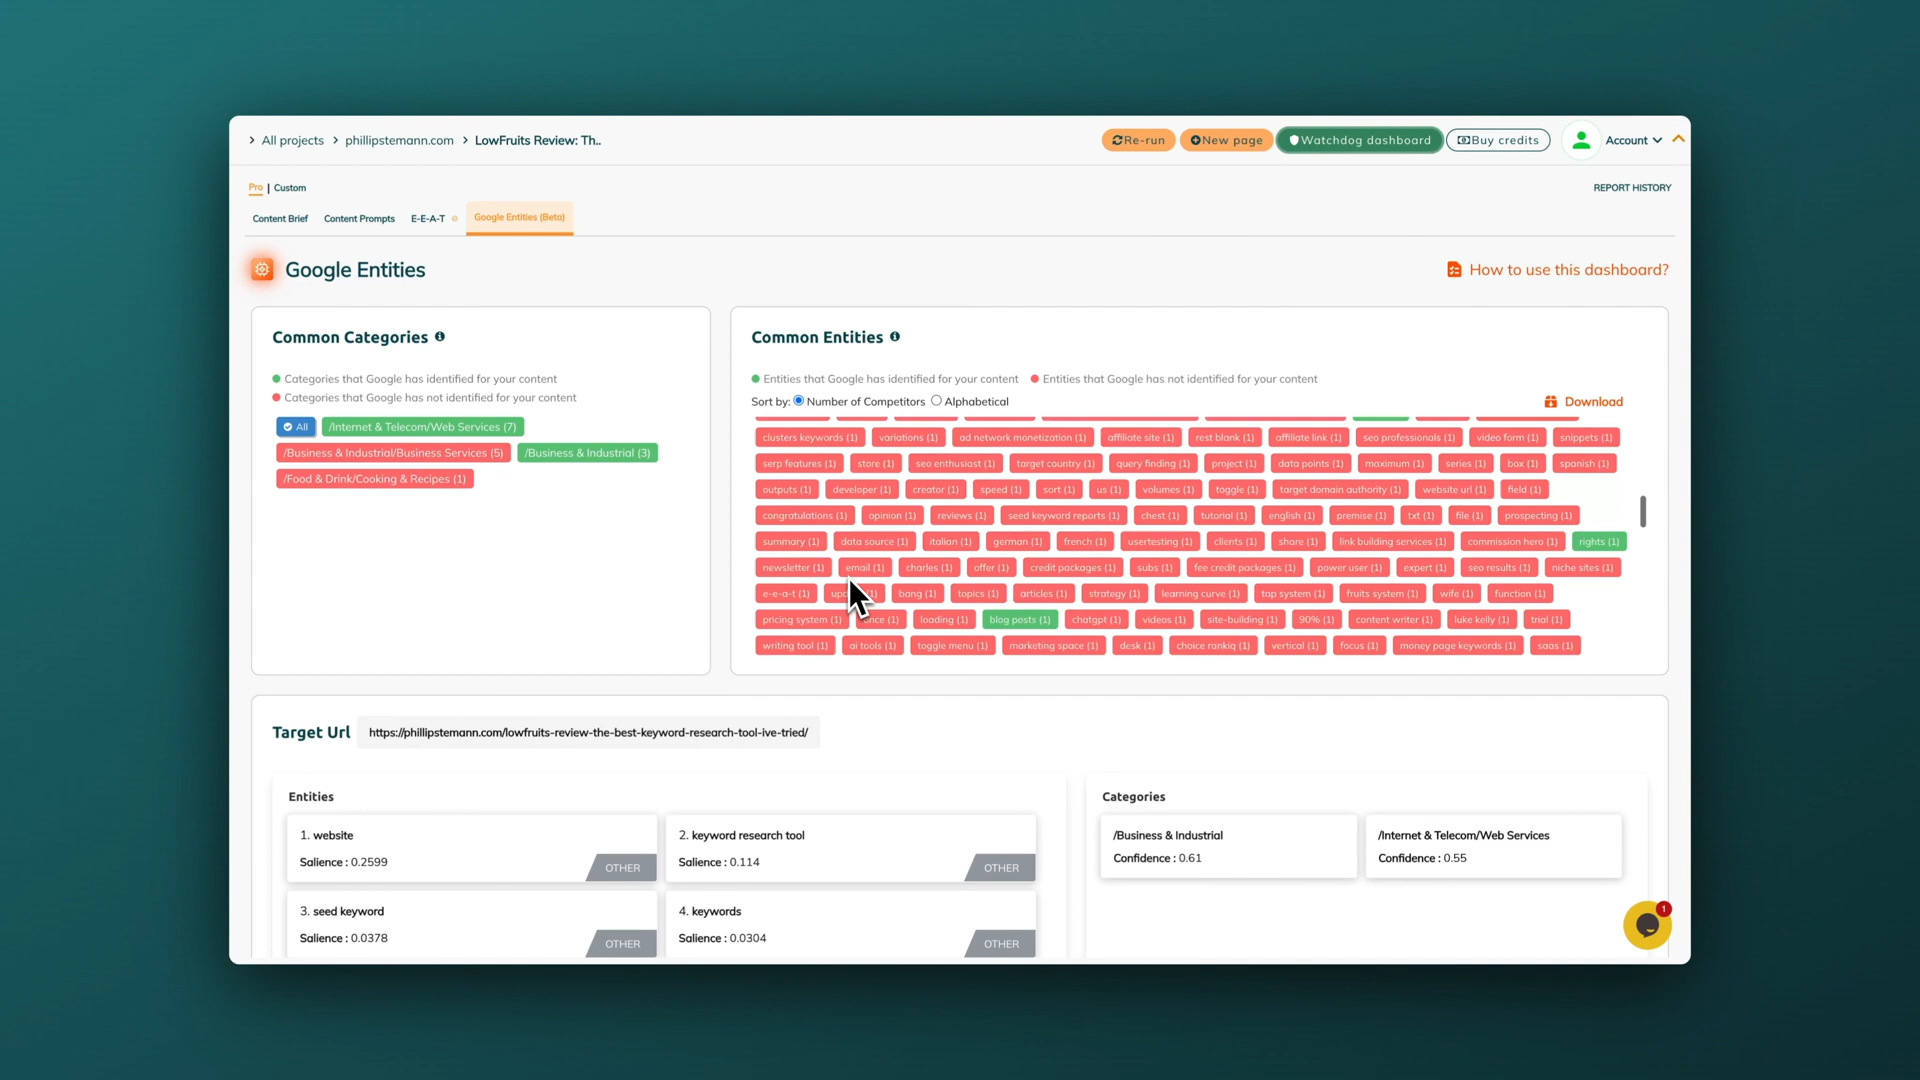 All projects
phillipstemann.com
LowFruits Review: Th..
Re-run
New page
Watchdog dashboard
Buy credits
Account
Pro | Custom
REPORT HISTORY
Content Brief
Content Prompts
E-E-A-T
Google Entities (Beta)
Google Entities
How to use this dashboard?
Common Categories
Categories that Google has identified for your content
Categories that Google has not identified for your content
All
/Internet & Telecom/Web Services (7)
/Business & Industrial/Business Services (5)
/Business & Industrial (3)
/Food & Drink/Cooking & Recipes (1)
Common Entities
Entities that Google has identified for your content
Entities that Google has not identified for your content
Sort by: Number of Competitors Alphabetical
Download
clusters keywords (1) variations (1) ad network monetization (1) affiliate site (1) rest blank (1) affiliate link (1) seo professionals (1) video form (1) snippets (1)
serp features (1) store (1) seo enthusiast (1) target country (1) query finding (1) project (1) data points (1) maximum (1) series (1) box (1) spanish (1)
outputs (1) developer (1) creator (1) speed (1) sort (1) us (1) volumes (1) toggle (1) target domain authority (1) website url (1) field (1)
congratulations (1) opinion (1) reviews (1) seed keyword reports (1) chest (1) tutorial (1) english (1) premise (1) txt (1) file (1) prospecting (1)
summary (1) data source (1) italian (1) german (1) french (1) usertesting (1) clients (1) share (1) link building services (1) commission hero (1) rights (1)
newsletter (1) email (1) charles (1) offer (1) credit packages (1) subs (1) fee credit packages (1) power user (1) expert (1) seo results (1) niche sites (1)
e-e-a-t (1) (1) bang (1) topics (1) articles (1) strategy (1) learning curve (1) tap system (1) fruits system (1) wife (1) function (1)
pricing system (1) (1) loading (1) blog posts (1) chatgpt (1) videos (1) site-building (1) 90% (1) content writer (1) luke kelly (1) trial (1)
writing tool (1) ai tools (1) toggle menu (1) marketing space (1) desk (1) choice rankiq (1) vertical (1) focus (1) money page keywords (1) saas (1)
Target Url
https://phillipstemann.com/lowfruits-review-the-best-keyword-research-tool-ive-tried/
Entities
1. website
Salience : 0.2599
OTHER
2. keyword research tool
Salience : 0.114
OTHER
3. seed keyword
Salience : 0.0378
OTHER
4. keywords
Salience : 0.0304
OTHER
Categories
/Business & Industrial
Confidence : 0.61
/Internet & Telecom/Web Services
Confidence : 0.55
1